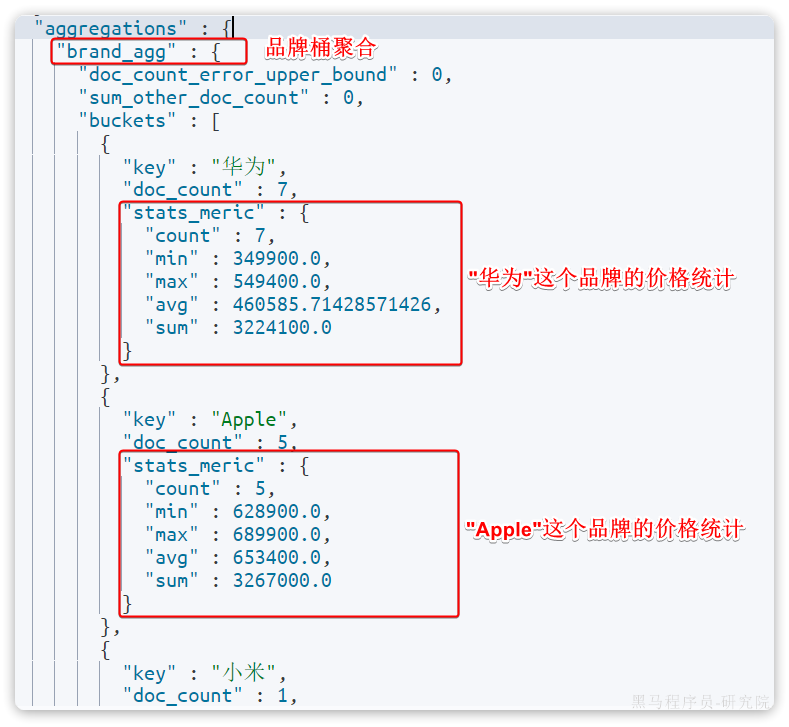 "aggregations" : {
"brand_agg" : { 品牌桶聚合
"doc_count_error_upper_bound" : 0,
"sum_other_doc_count" : 0,
"buckets" : [
{
"key" : "华为",
"doc_count" : 7,
"stats_meric" : {
"count" : 7,
"min" : 349900.0,
"max" : 549400.0,
"avg" : 460585.71428571426,
"sum" : 3224100.0
}
"华为"这个品牌的价格统计
},
{
"key" : "Apple",
"doc_count" : 5,
"stats_meric" : {
"count" : 5,
"min" : 628900.0,
"max" : 689900.0,
"avg" : 653400.0,
"sum" : 3267000.0
}
"Apple"这个品牌的价格统计
},
{
"key" : "小米",
"doc_count" : 1,
黑马程序员-研究院